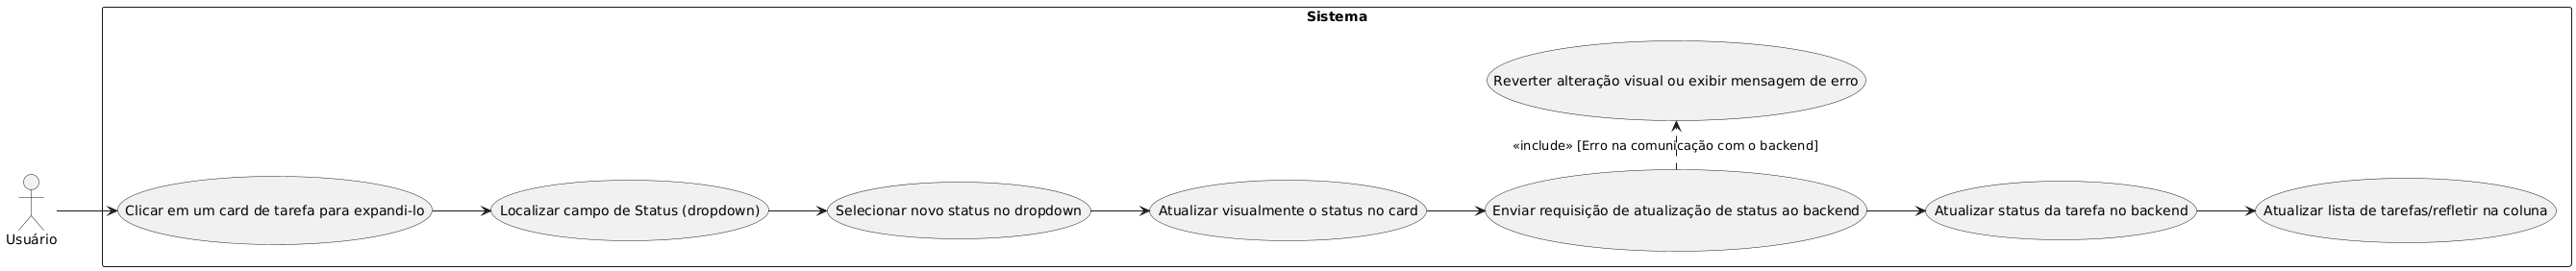 Sistema
Reverter alteração visual ou exibir mensagem de erro
«include» [Erro na comunicação com o backend]
Usuário
Clicar em um card de tarefa para expandi-lo
Localizar campo de Status (dropdown)
Selecionar novo status no dropdown
Atualizar visualmente o status no card
Enviar requisição de atualização de status ao backend
Atualizar status da tarefa no backend
Atualizar lista de tarefas/refletir na coluna